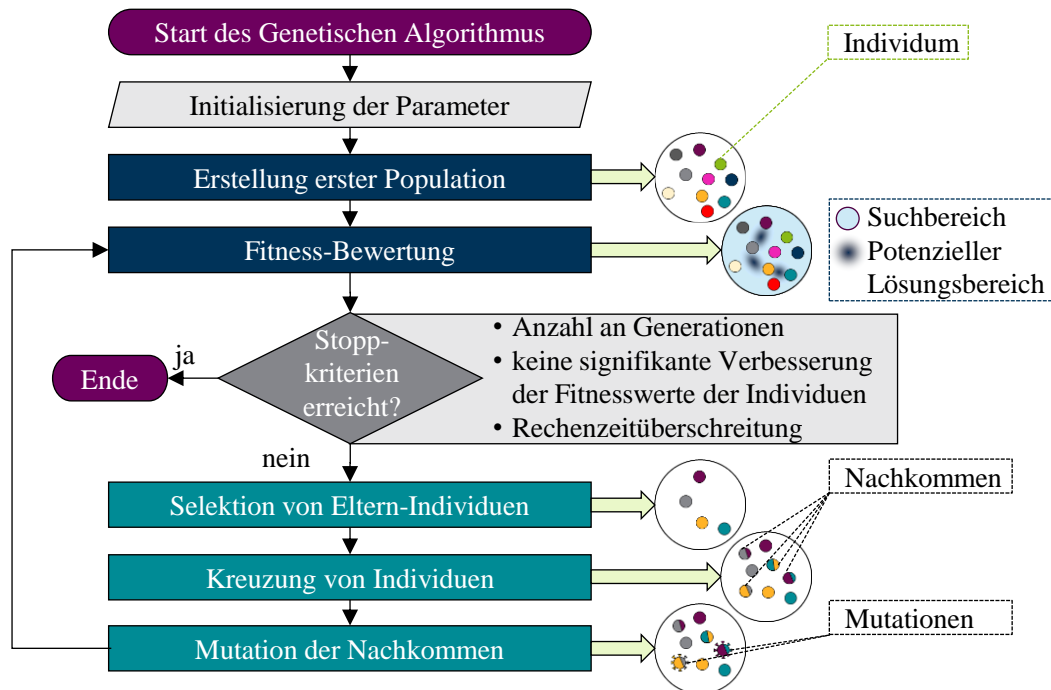 Start des Genetischen Algorithmus
Individum
Initialisierung der Parameter
Erstellung erster Population
Fitness-Bewertung
Suchbereich
Potenzieller
Lösungsbereich
Stopp-
kriterien
erreicht?
• Anzahl an Generationen
• keine signifikante Verbesserung
der Fitnesswerte der Individuen
• Rechenzeitüberschreitung
ja
Ende
nein
Selektion von Eltern-Individuen
Nachkommen
Kreuzung von Individuen
Mutation der Nachkommen
Mutationen